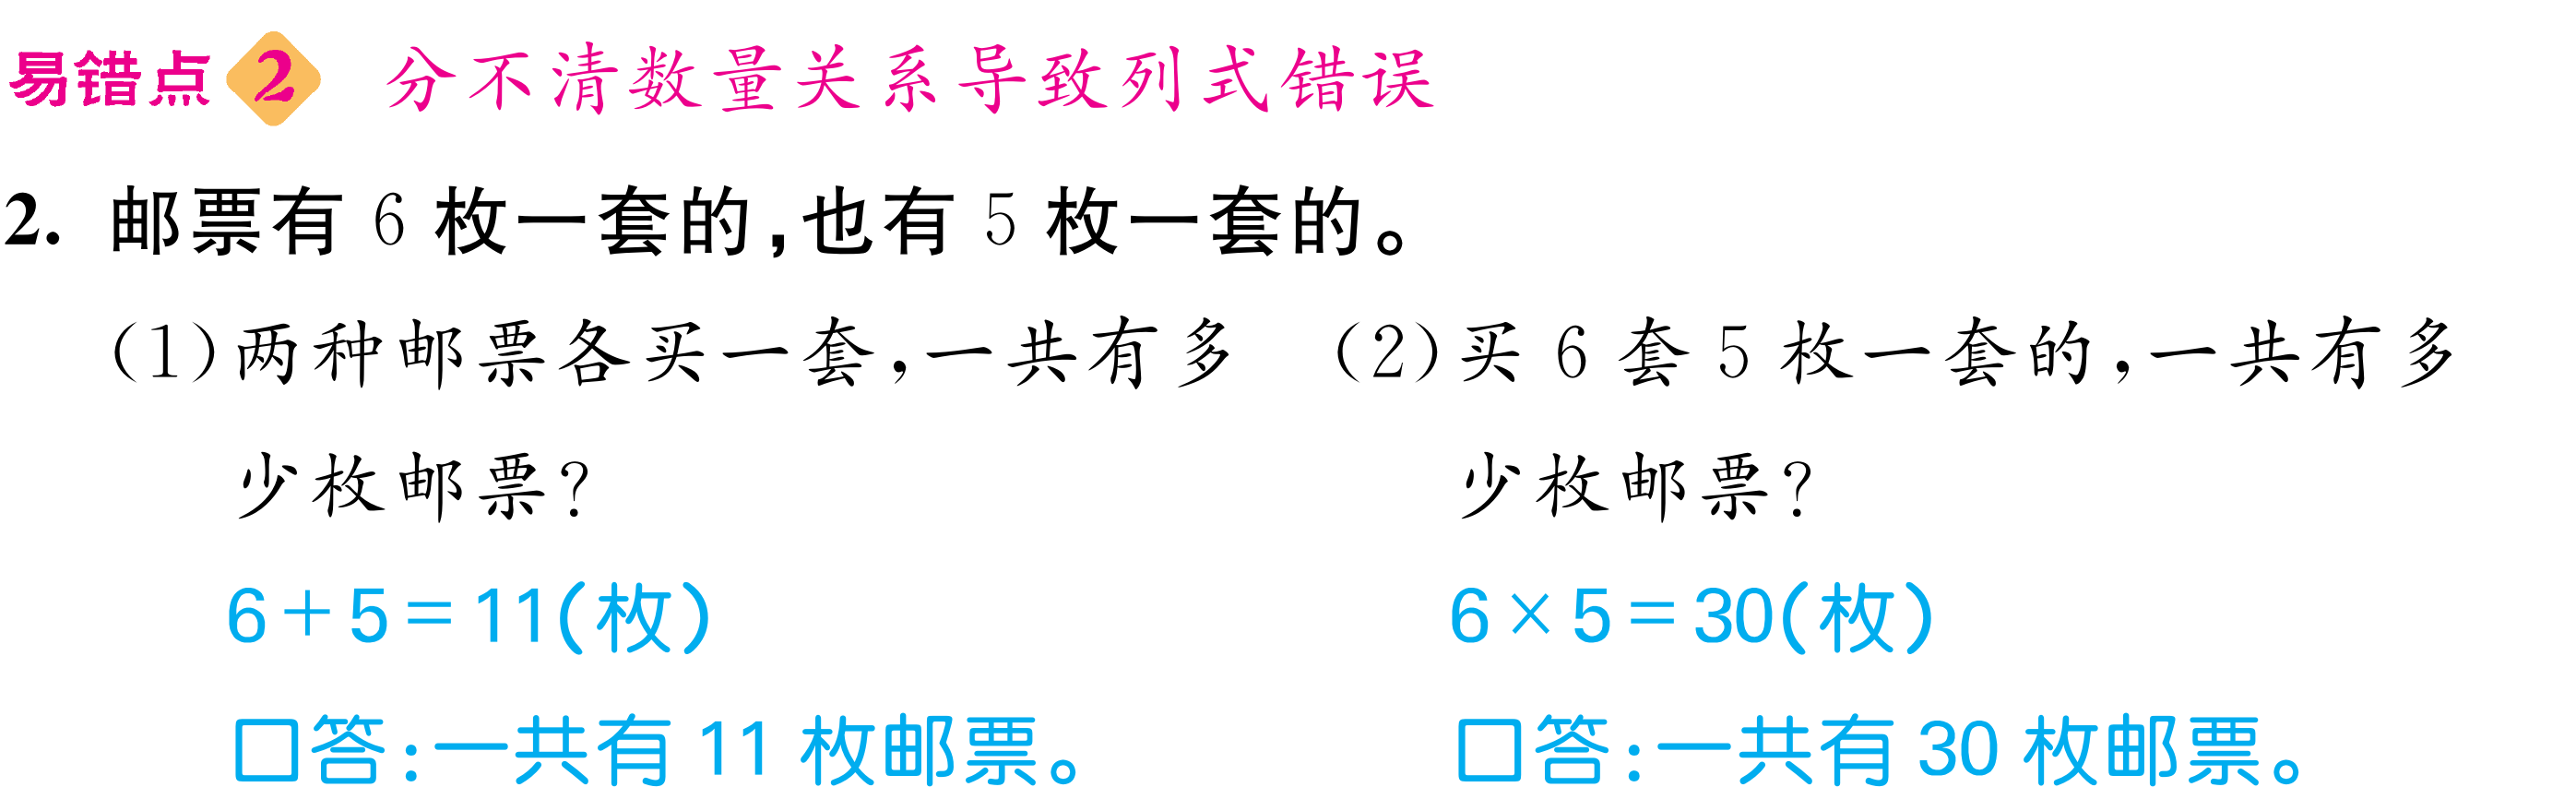 易错点 2 分不清数量关系导致列式错误
2. 邮票有 6 枚一套的,也有 5 枚一套的。
(1)两种邮票各买一套,一共有多
少枚邮票?
6+5=11(枚)
口答:一共有 11 枚邮票。
(2)买 6 套 5 枚一套的,一共有多
少枚邮票?
6×5=30(枚)
口答:一共有 30 枚邮票。